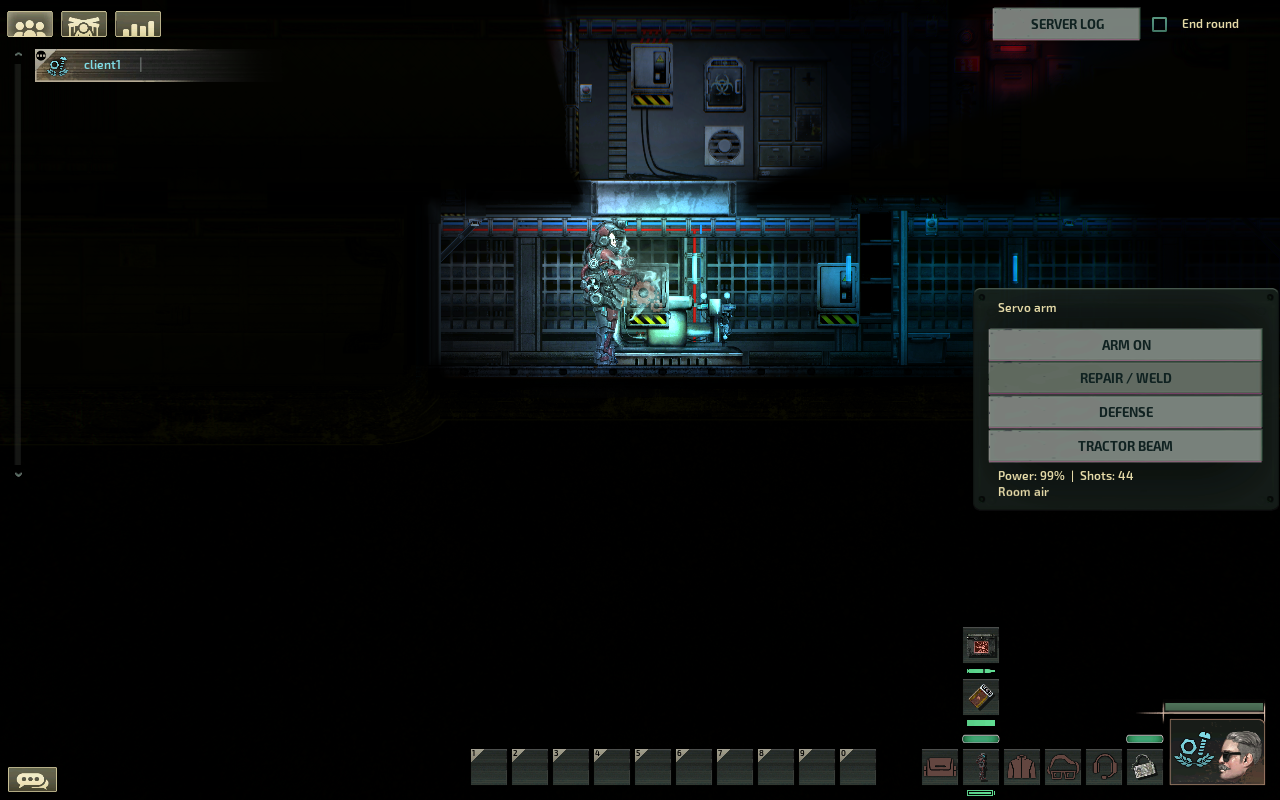 SERVER LOG
End round
client1
Servo arm
ARM ON
REPAIR / WELD
DEFENSE
TRACTOR BEAM
Power: 99% | Shots: 44
Room air
1 2 3 4 5 6 7 8 9 0